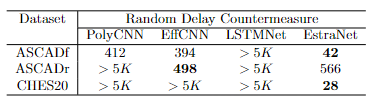 Dataset Random Delay Countermeasure
PolyCNN EffCNN LSTMNet EstraNet
ASCADf 412 394 > 5K 42
ASCADr > 5K 498 > 5K 566
CHES20 > 5K > 5K > 5K 28